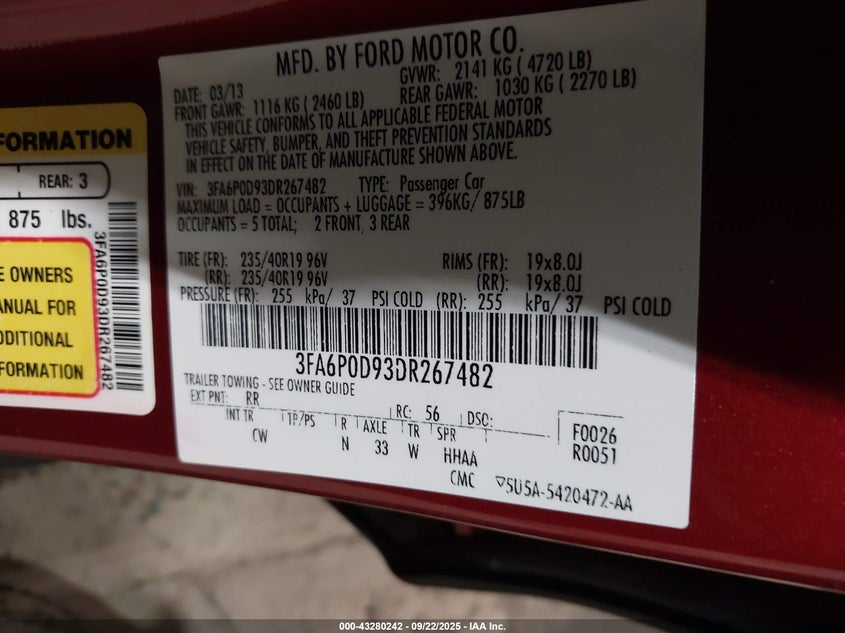 MFD. BY FORD MOTOR CO.
DATE: 03/13 GVWR: 2141 KG ( 4720 LB)
FRONT GAWR: 1116 KG ( 2460 LB) REAR GAWR: 1030 KG ( 2270 LB)
THIS VEHICLE CONFORMS TO ALL APPLICABLE FEDERAL MOTOR
VEHICLE SAFETY, BUMPER, AND THEFT PREVENTION STANDARDS
IN EFFECT ON THE DATE OF MANUFACTURE SHOWN ABOVE.
VIN: 3FA6P0D93DR267482 TYPE: Passenger Car
MAXIMUM LOAD = OCCUPANTS + LUGGAGE = 396KG/ 875LB
OCCUPANTS = 5 TOTAL; 2 FRONT, 3 REAR
TIRE (FR): 235/40R19 96V RIMS (FR): 19x8.0J
(RR): 235/40R19 96V (RR): 19x8.0J
PRESSURE (FR): 255 kPa/ 37 PSI COLD (RR): 255 kPa/ 37 PSI COLD
3FA6P0D93DR267482
TRAILER TOWING - SEE OWNER GUIDE
EXT PNT: RR RC: 56 DSO:
INT TR TP/PS R AXLE TR SPR
CW N 33 W HHAA
CMC
F0026
R0051
5U5A-5420472-AA
FORMATION
REAR: 3
875 lbs.
E OWNERS
ANUAL FOR
DDITIONAL
FORMATION
3FA6P0D93DR267482
000-43280242 - 09/22/2025 - IAA Inc.